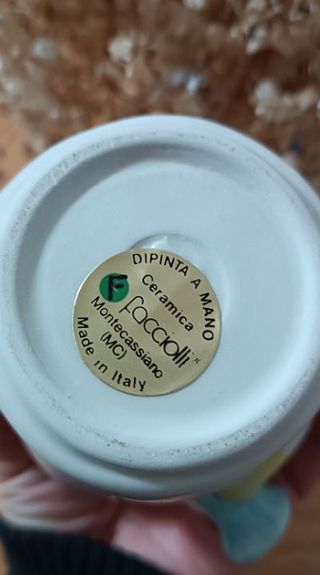 DIPINTA A MANO
F
Ceramica
facciolli
Montecassiano
(MC)
Made in Italy